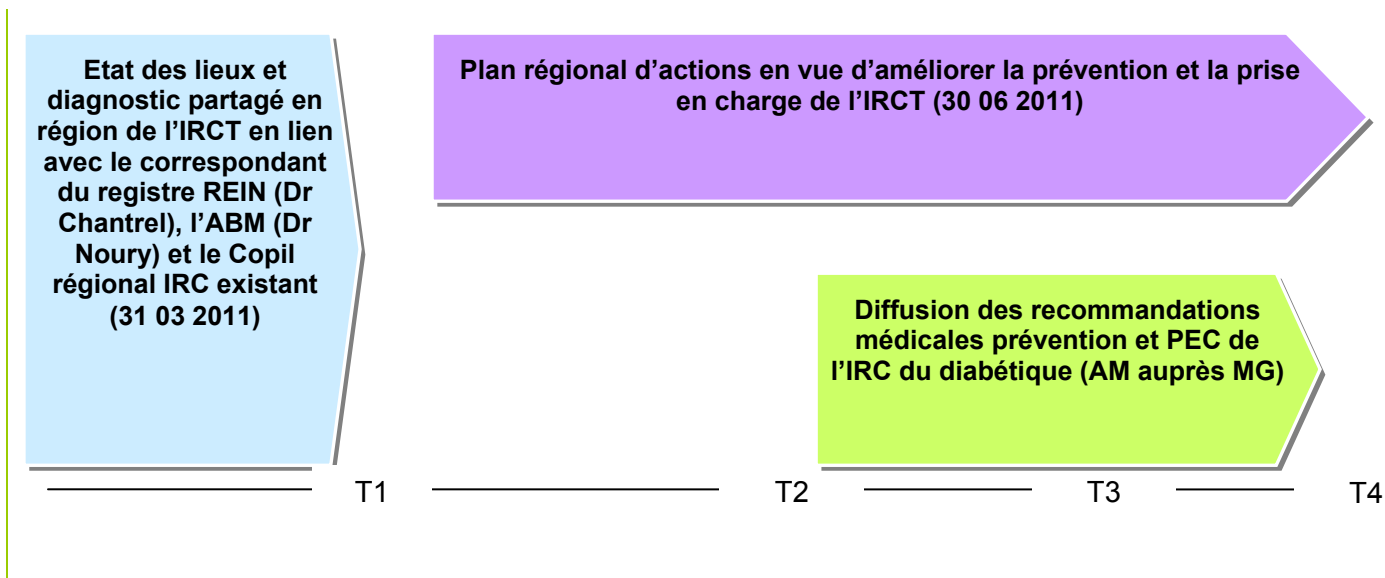 Etat des lieux et
diagnostic partagé en
région de l’IRCT en lien
avec le correspondant
du registre REIN (Dr
Chantrel), l’ABM (Dr
Noury) et le Copil
régional IRC existant
(31 03 2011)
Plan régional d’actions en vue d’améliorer la prévention et la prise
en charge de l’IRCT (30 06 2011)
Diffusion des recommandations
médicales prévention et PEC de
l’IRC du diabétique (AM auprès MG)
T1 T2 T3 T4